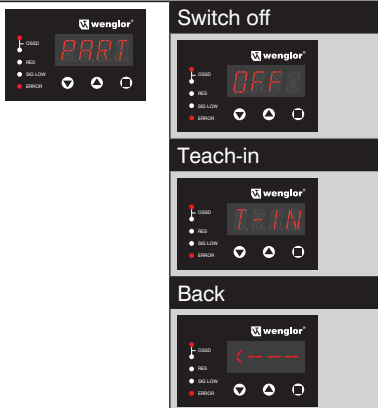 wenglor®
OSSD
PART
RES
SIG LOW
ERROR
Switch off
wenglor®
OSSD
OFF
RES
SIG LOW
ERROR
Teach-in
wenglor®
OSSD
T-IN
RES
SIG LOW
ERROR
Back
wenglor®
OSSD
<----
RES
SIG LOW
ERROR